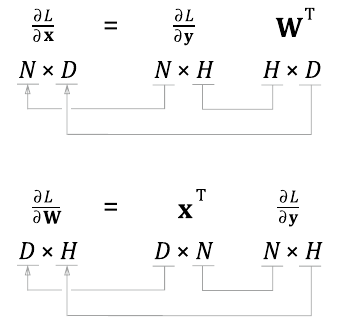 ∂L/∂x = ∂L/∂y W^T
N × D N × H H × D
∂L/∂W = x^T ∂L/∂y
D × H D × N N × H